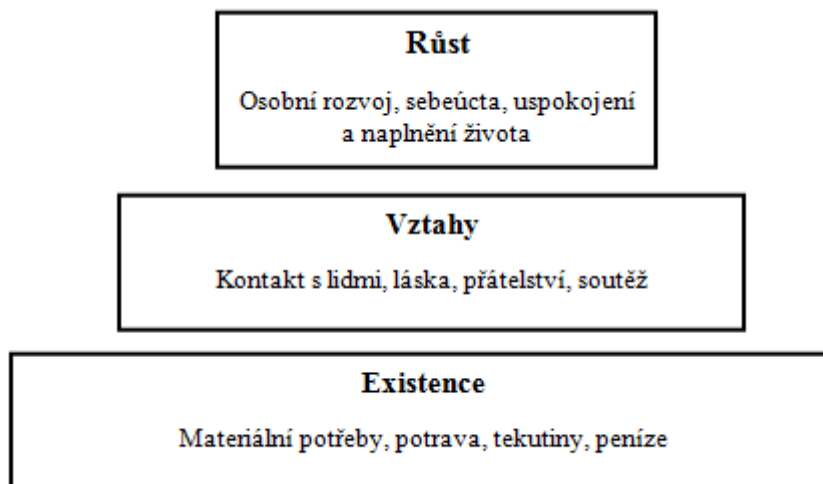 Růst
Osobní rozvoj, sebeúcta, uspokojení
a naplnění života
Vztahy
Kontakt s lidmi, láska, přátelství, soutěž
Existence
Materiální potřeby, potrava, tekutiny, peníze